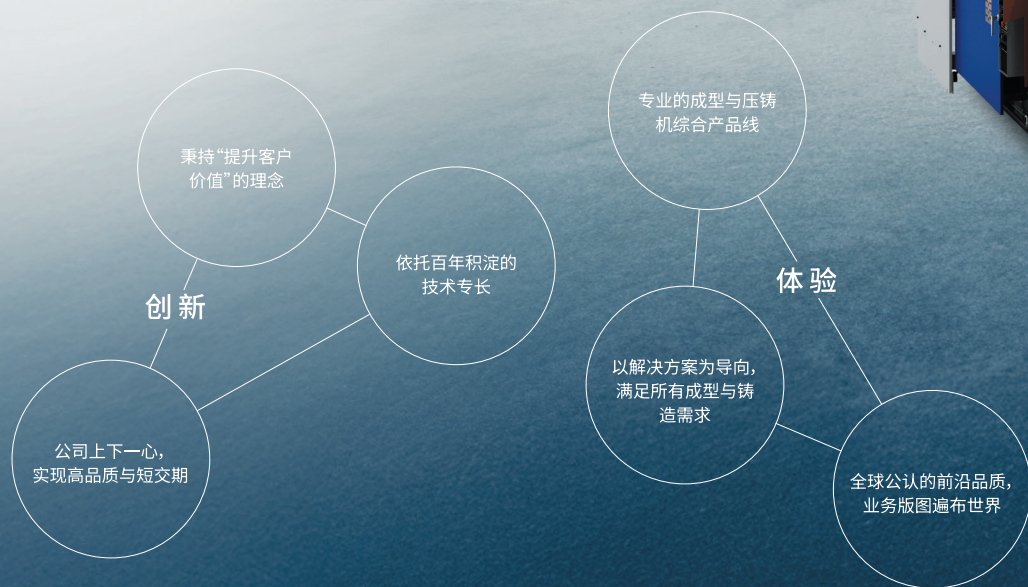 秉持“提升客户
价值”的理念
依托百年积淀的
技术专长
创新
公司上下一心，
实现高品质与短交期
专业的成型与压铸
机综合产品线
体验
以解决方案为导向，
满足所有成型与铸
造需求
全球公认的前沿品质，
业务版图遍布世界